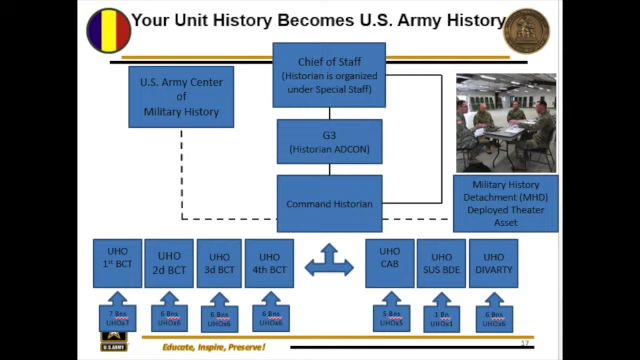 Your Unit History Becomes U.S. Army History
U.S. Army Center
of
Military History
Chief of Staff
(Historian is organized
under Special Staff)
G3
(Historian ADCON)
Command Historian
Military History
Detachment (MHD)
Deployed Theater
Asset
UHO
1st BCT
UHO
2d BCT
UHO
3d BCT
UHO
4th BCT
UHO
CAB
UHO
SUS BDE
UHO
DIVARTY
7 Bns
UHOx7
6 Bns
UHOx6
6 Bns
UHOx6
6 Bns
UHOx6
5 Bns
UHOx5
1 Bn
UHOx1
UHOx6
U.S. ARMY
Educate, Inspire, Preserve!
17